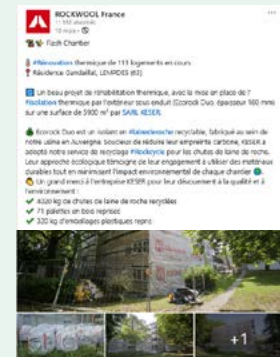 ROCKWOOL France
Flash Chantier
#Rénovation thermique de 111 logements en cours
Résidence Gandaillat, LEMPDES (63)
Un beau projet de réhabilitation thermique, avec la mise en place de l'
#isolation thermique par l'extérieur sous enduit (Ecorock Duo, épaisseur 160 mm)
sur une surface de 5900 m² par SARL KESER.
Ecorock Duo est un isolant en #lainederoche recyclable, fabriqué au sein de
notre usine en Auvergne. Soucieux de réduire leur empreinte carbone, KESER a
adopté notre service de recyclage #Rockcycle pour les chutes de laine de roche.
Leur approche écologique témoigne de leur engagement à utiliser des matériaux
durables tout en minimisant l'impact environnemental de chaque chantier
Un grand merci à l'entreprise KESER pour leur dévouement à la qualité et à
l'environnement :
✔ 4320 kg de chutes de laine de roche recyclées
✔ 71 palettes en bois reprises
✔ 320 kg d'emballages plastiques repris
+1